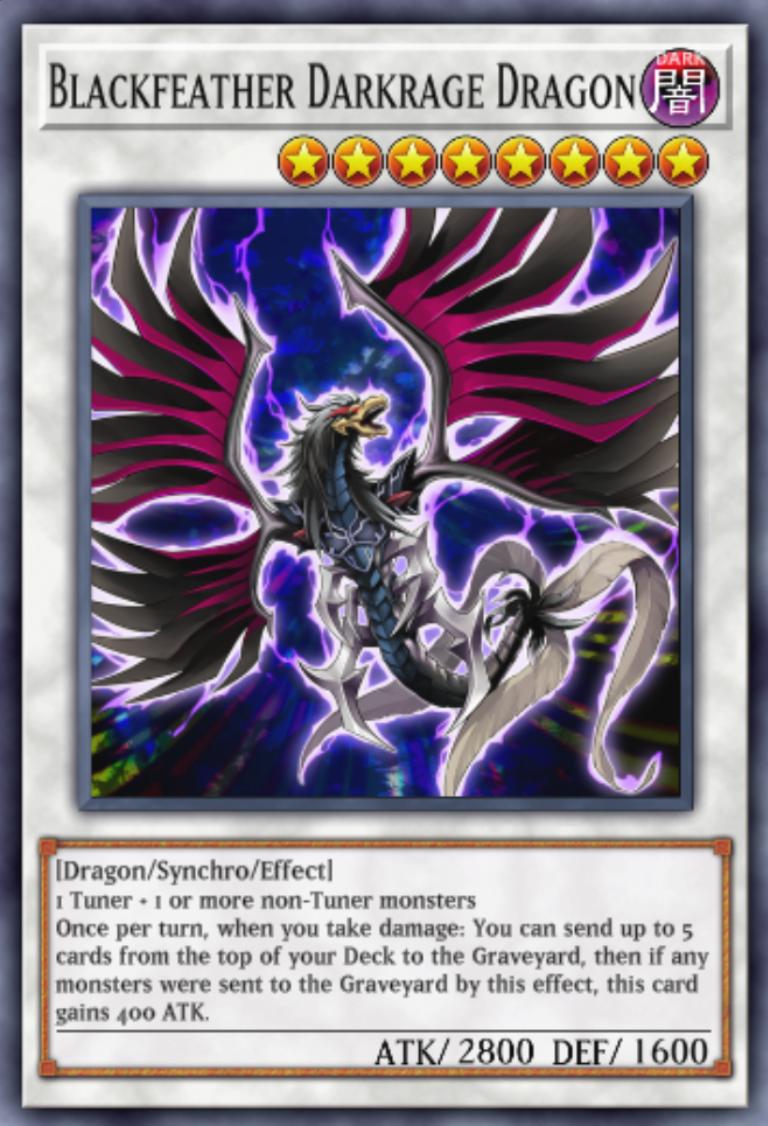 BLACKFEATHER DARKRAGE DRAGON
DARK
闇
[Dragon/Synchro/Effect]
1 Tuner + 1 or more non-Tuner monsters
Once per turn, when you take damage: You can send up to 5
cards from the top of your Deck to the Graveyard, then if any
monsters were sent to the Graveyard by this effect, this card
gains 400 ATK.
ATK/ 2800 DEF/ 1600